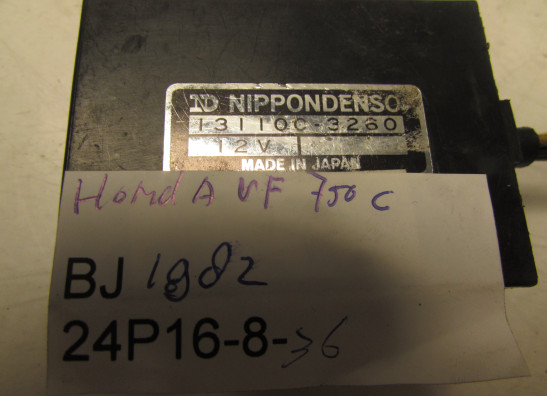 ND NIPPONDENSO
131100-3260
12V
MADE IN JAPAN
HondA VF 750 C
BJ 1982
24P16-8-36